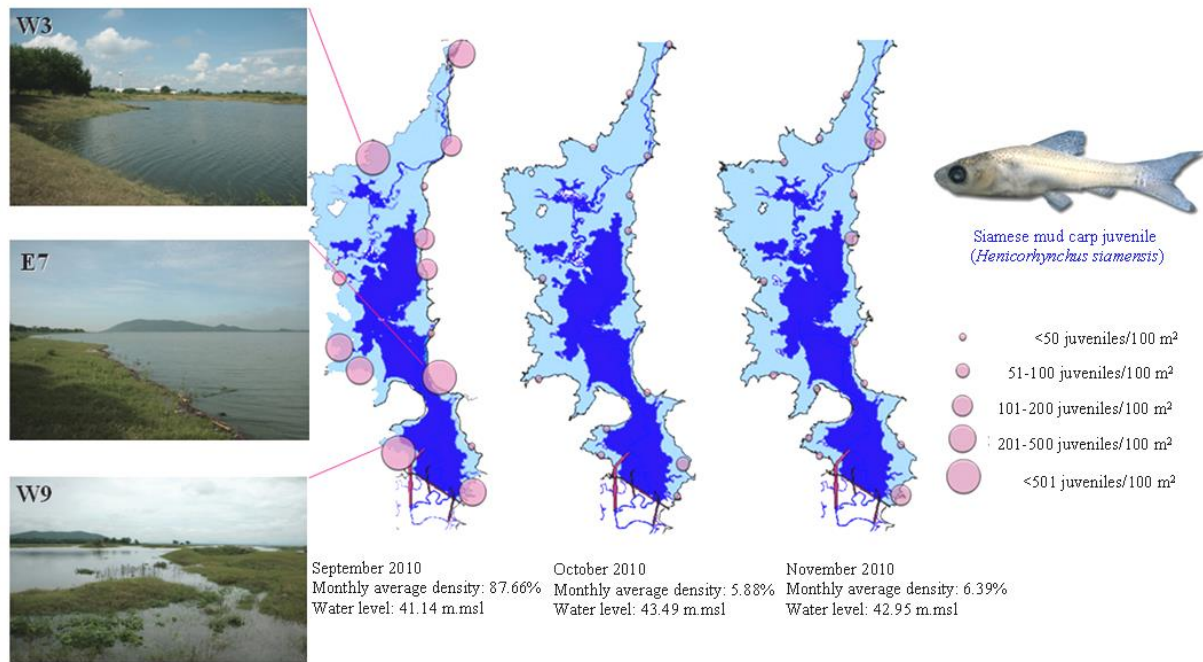 W3
E7
W9
Siamese mud carp juvenile
(Henicorhynchus siamensis)
<50 juveniles/100 m²
51-100 juveniles/100 m²
101-200 juveniles/100 m²
201-500 juveniles/100 m²
<501 juveniles/100 m²
September 2010
Monthly average density: 87.66%
Water level: 41.14 m.msl
October 2010
Monthly average density: 5.88%
Water level: 43.49 m.msl
November 2010
Monthly average density: 6.39%
Water level: 42.95 m.msl